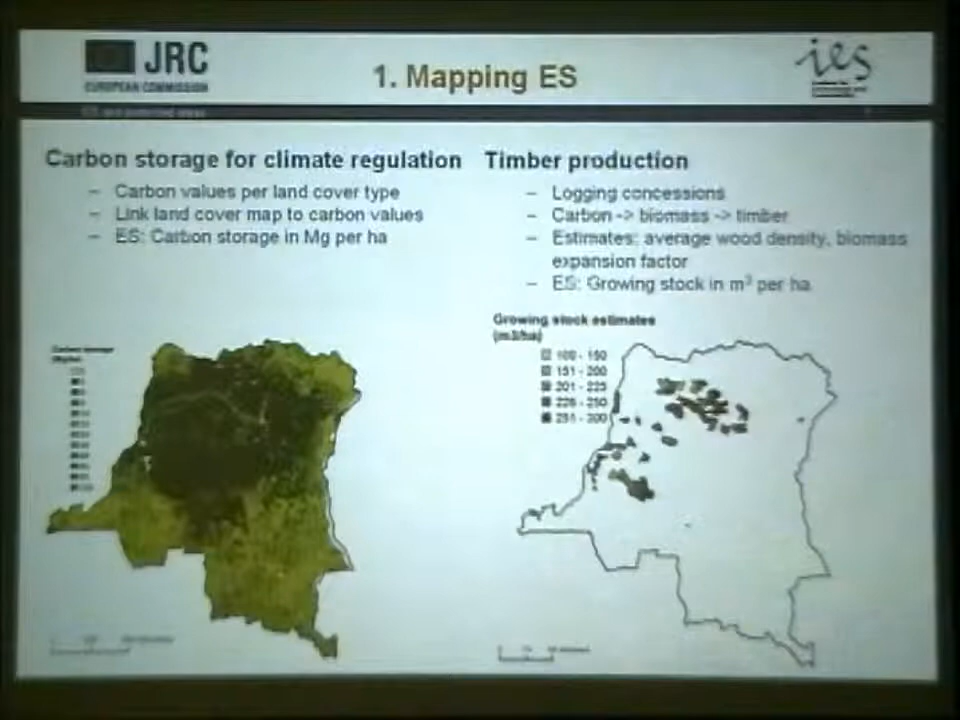 JRC
EUROPEAN COMMISSION
1. Mapping ES
ies
Carbon storage for climate regulation
– Carbon values per land cover type
– Link land cover map to carbon values
– ES: Carbon storage in Mg per ha
Timber production
– Logging concessions
– Carbon -> biomass -> timber
– Estimates: average wood density, biomass
expansion factor
– ES: Growing stock in m³ per ha
Growing stock estimates
(m3/ha)
100 - 150
151 - 200
201 - 225
226 - 250
251 - 300
Carbon storage